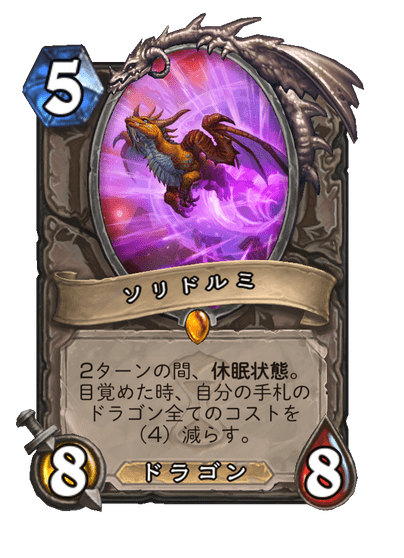 5
ソリドルミ
2ターンの間、休眠状態。
目覚めた時、自分の手札の
ドラゴン全てのコストを
（4）減らす。
8
ドラゴン
8